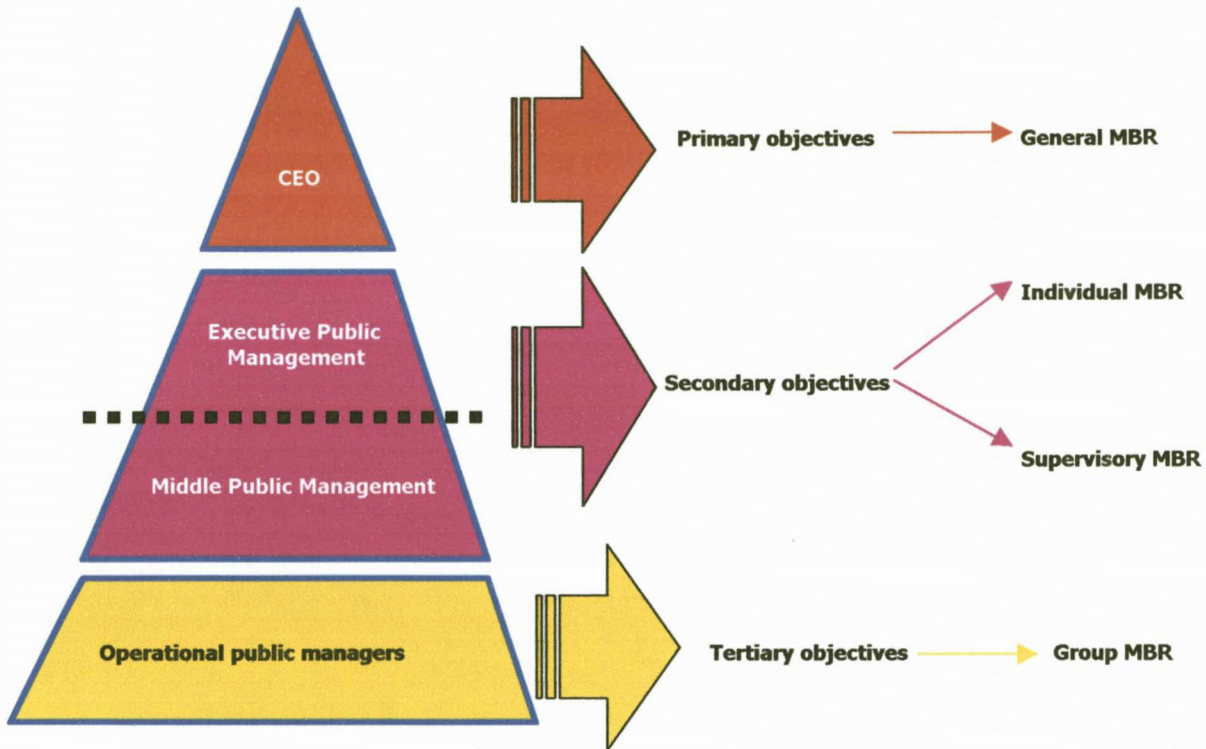 CEO
Primary objectives
General MBR
Executive Public
Management
Individual MBR
Secondary objectives
Middle Public Management
Supervisory MBR
Operational public managers
Tertiary objectives
Group MBR